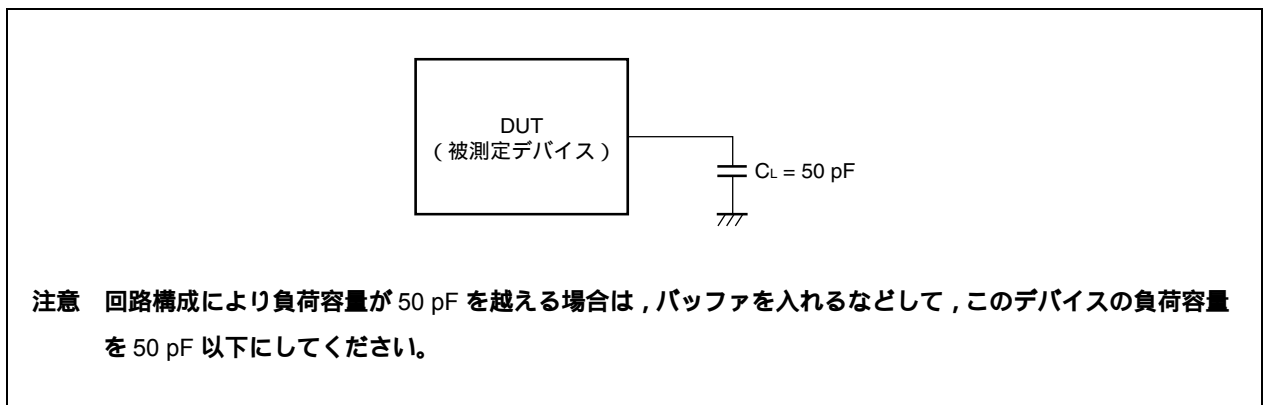 DUT
(被測定デバイス)
CL = 50 pF
注意 回路構成により負荷容量が 50 pF を越える場合は,バッファを入れるなどして,このデバイスの負荷容量
を 50 pF 以下にしてください。